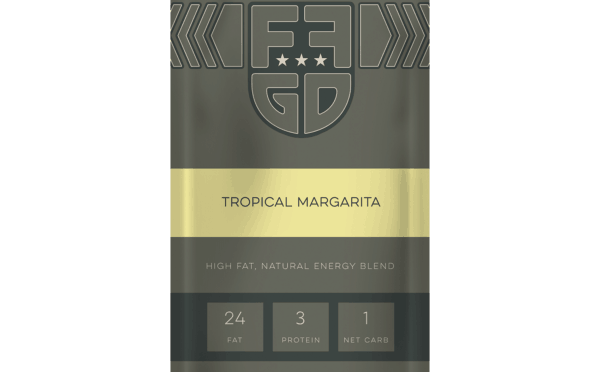 FF
GD
TROPICAL MARGARITA
HIGH FAT, NATURAL ENERGY BLEND
24 3 1
FAT PROTEIN NET CARB